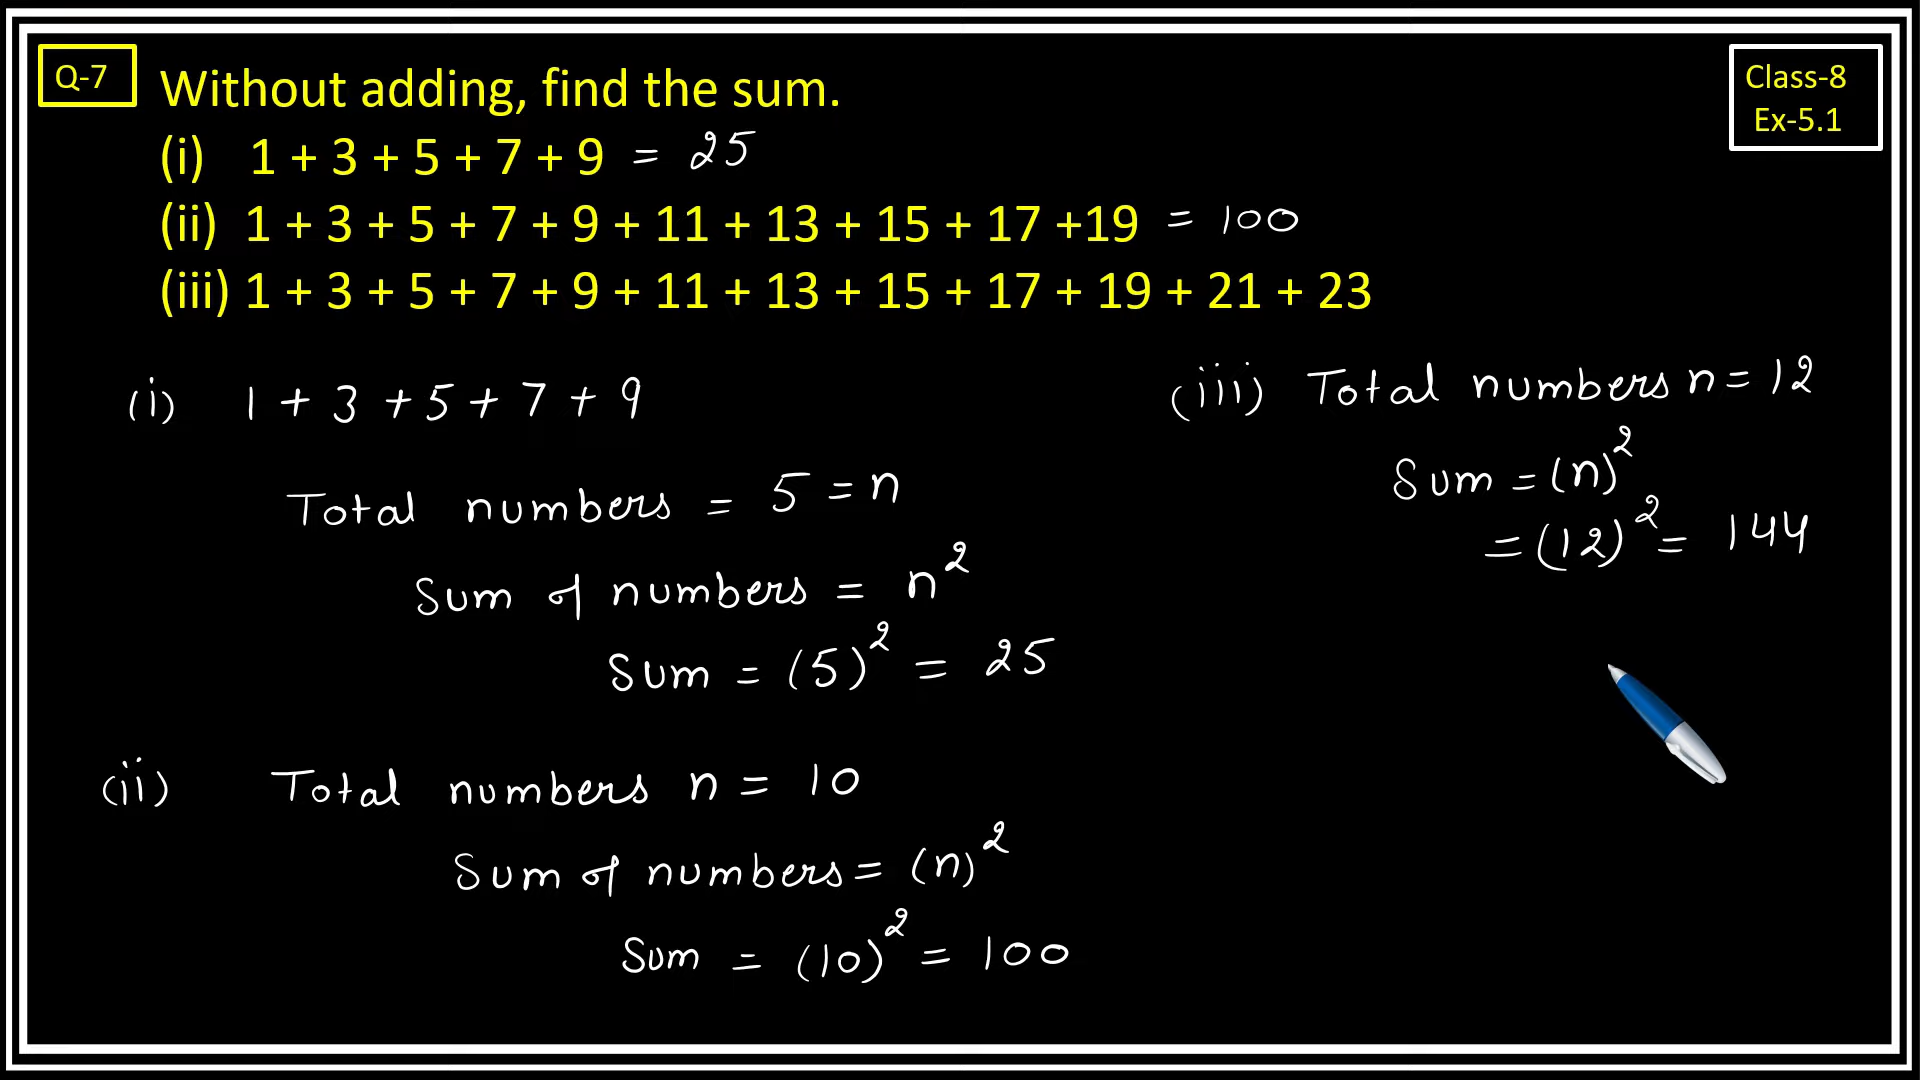 Q-7
Without adding, find the sum.
Class-8
Ex-5.1
(i) 1 + 3 + 5 + 7 + 9 = 25
(ii) 1 + 3 + 5 + 7 + 9 + 11 + 13 + 15 + 17 +19 = 100
(iii) 1 + 3 + 5 + 7 + 9 + 11 + 13 + 15 + 17 + 19 + 21 + 23
(i) 1 + 3 + 5 + 7 + 9
Total numbers = 5 = n
Sum of numbers = n²
Sum = (5)² = 25
(ii) Total numbers n = 10
Sum of numbers = (n)²
Sum = (10)² = 100
(iii) Total numbers n = 12
Sum = (n)²
= (12)² = 144